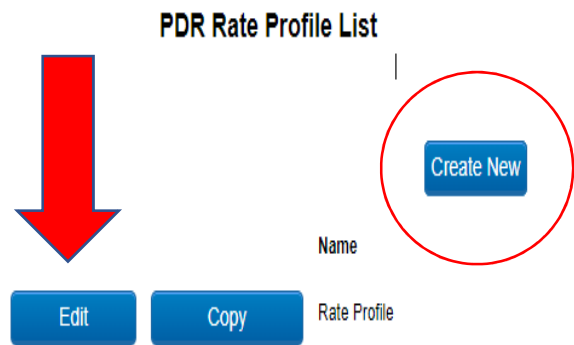 PDR Rate Profile List
Create New
Name
Edit Copy Rate Profile